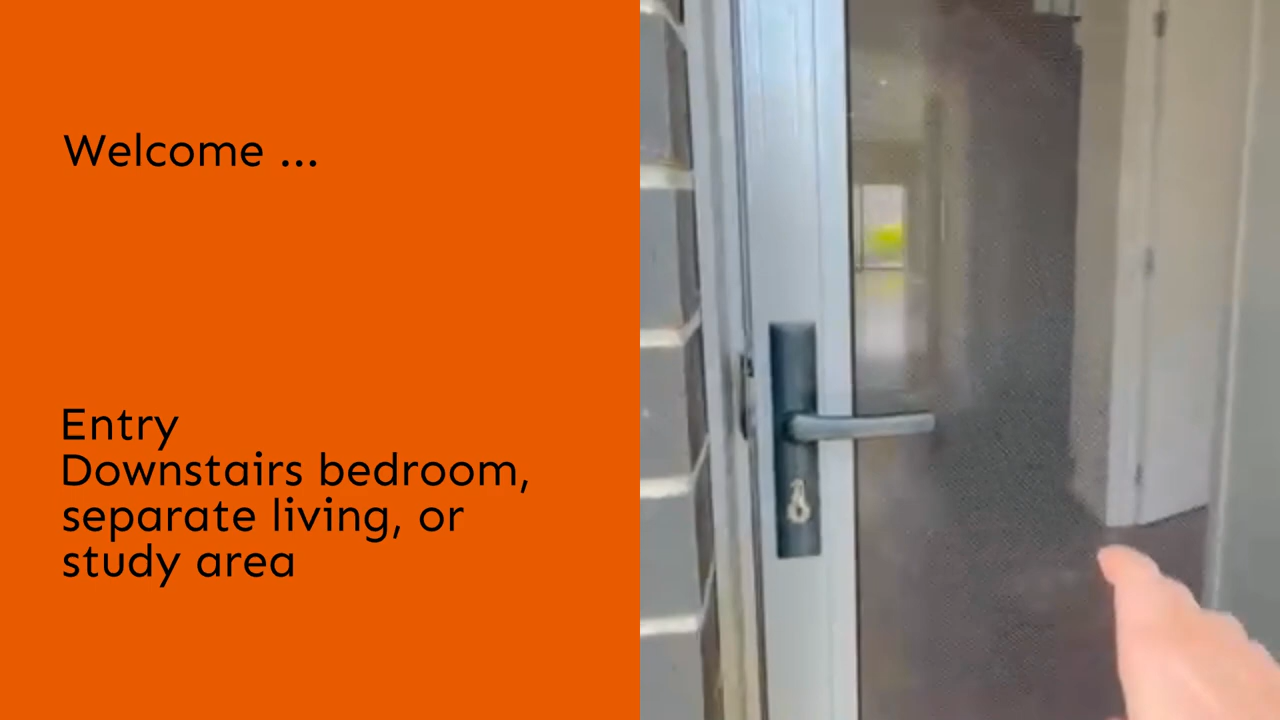 Welcome ...
Entry
Downstairs bedroom,
separate living, or
study area